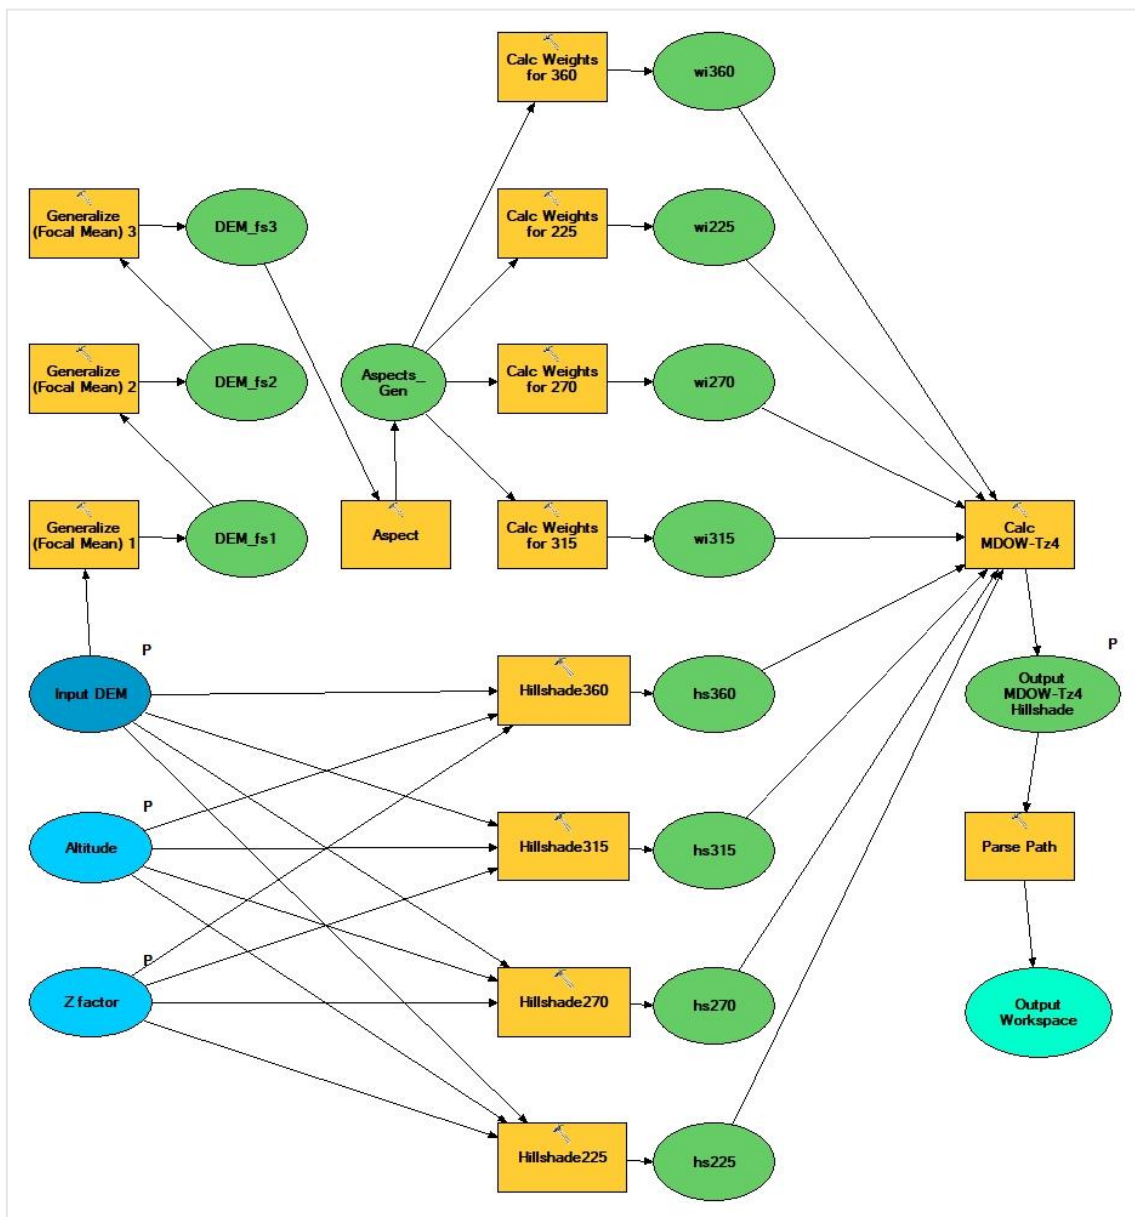 Calc Weights
for 360
wi360
Generalize
(Focal Mean) 3
DEM_fs3
Calc Weights
for 225
wi225
Generalize
(Focal Mean) 2
DEM_fs2
Aspects_
Gen
Calc Weights
for 270
wi270
Generalize
(Focal Mean) 1
DEM_fs1
Aspect
Calc Weights
for 315
wi315
Calc
MDOW-Tz4
P
Input DEM
Hillshade360
hs360
P
Output
MDOW-Tz4
Hillshade
P
Altitude
Hillshade315
hs315
Parse Path
P
Z factor
Hillshade270
hs270
Output
Workspace
Hillshade225
hs225